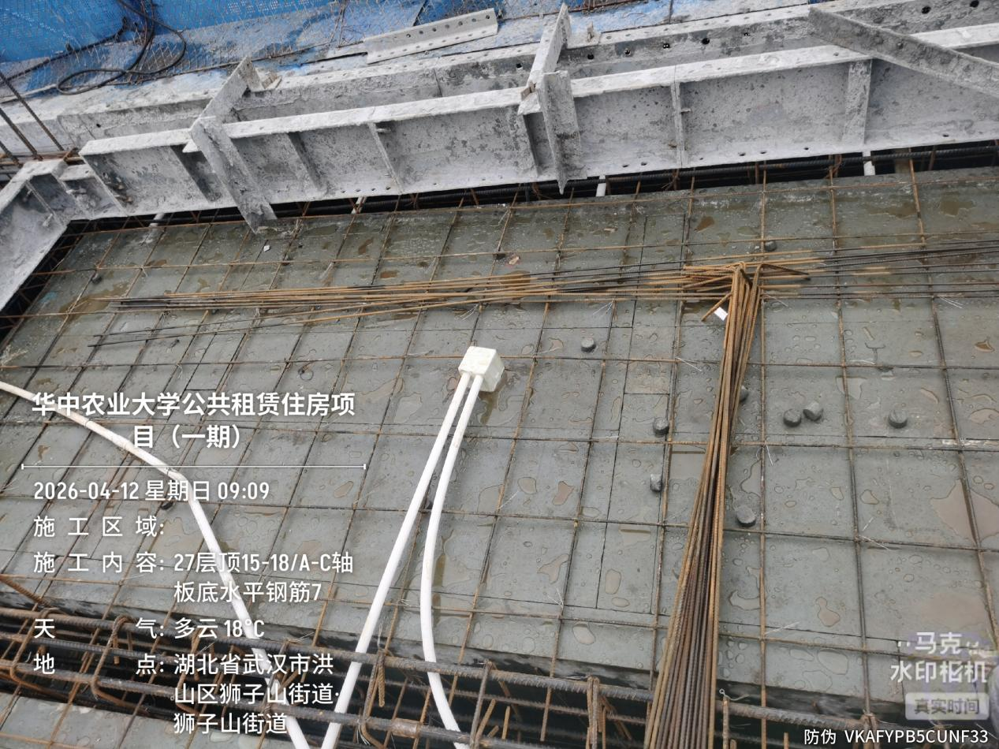 华中农业大学公共租赁住房项
目（一期）
2026-04-12 星期日 09:09
施工区域:
施工内容: 27层顶15-18/A-C轴
板底水平钢筋7
天气: 多云 18°C
地点: 湖北省武汉市洪
山区狮子山街道·
狮子山街道
马克
水印相机
真实时间
防伪 VKAFYPB5CUNF33